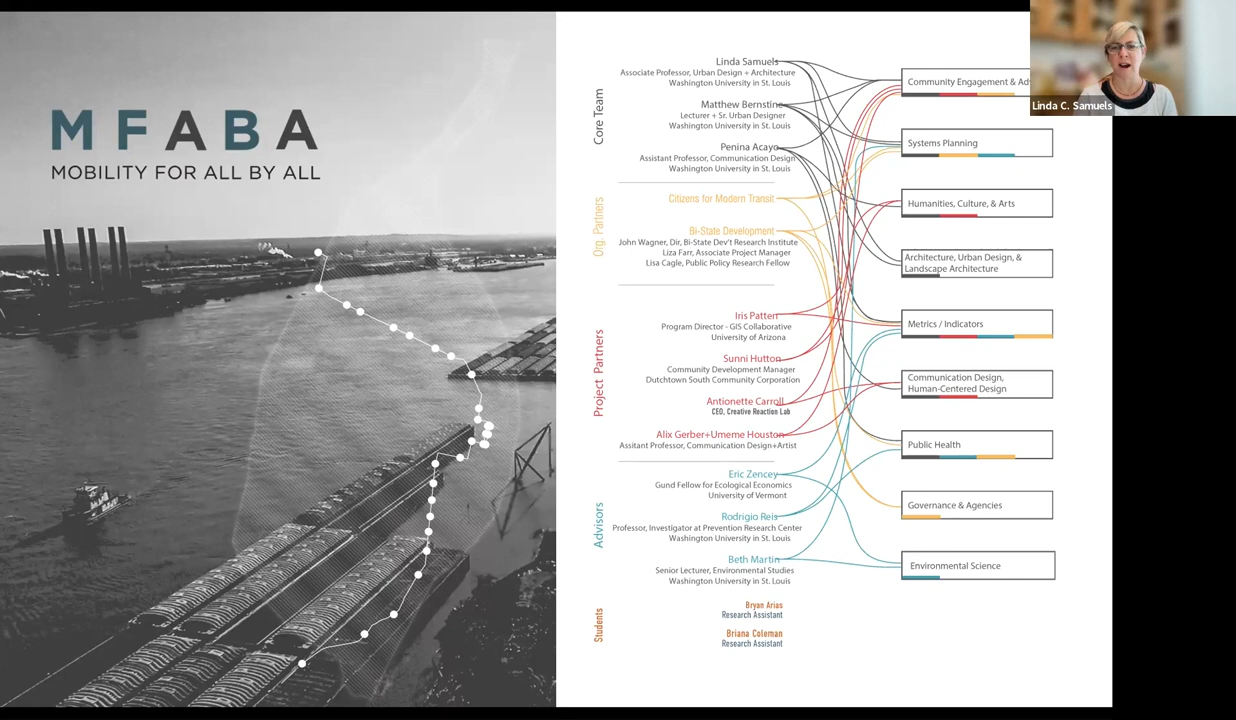 MFABA
MOBILITY FOR ALL BY ALL
Core Team
Linda Samuels
Associate Professor, Urban Design + Architecture
Washington University in St. Louis
Matthew Bernstine
Lecturer + Sr. Urban Designer
Washington University in St. Louis
Penina Acayo
Assistant Professor, Communication Design
Washington University in St. Louis
Org. Partners
Citizens for Modern Transit
Bi-State Development
John Wagner, Dir, Bi-State Dev't Research Institute
Liza Farr, Associate Project Manager
Lisa Cagle, Public Policy Research Fellow
Project Partners
Iris Patten
Program Director - GIS Collaborative
University of Arizona
Sunni Hutton
Community Development Manager
Dutchtown South Community Corporation
Antionette Carroll
CEO, Creative Reaction Lab
Alix Gerber+Umeme Houston
Assitant Professor, Communication Design+Artist
Advisors
Eric Zencey
Gund Fellow for Ecological Economics
University of Vermont
Rodrigio Reis
Professor, Investigator at Prevention Research Center
Washington University in St. Louis
Beth Martin
Senior Lecturer, Environmental Studies
Washington University in St. Louis
Students
Bryan Arias
Research Assistant
Briana Coleman
Research Assistant
Community Engagement &
Systems Planning
Humanities, Culture, & Arts
Architecture, Urban Design, &
Landscape Architecture
Metrics / Indicators
Communication Design,
Human-Centered Design
Public Health
Governance & Agencies
Environmental Science
Linda C. Samuels